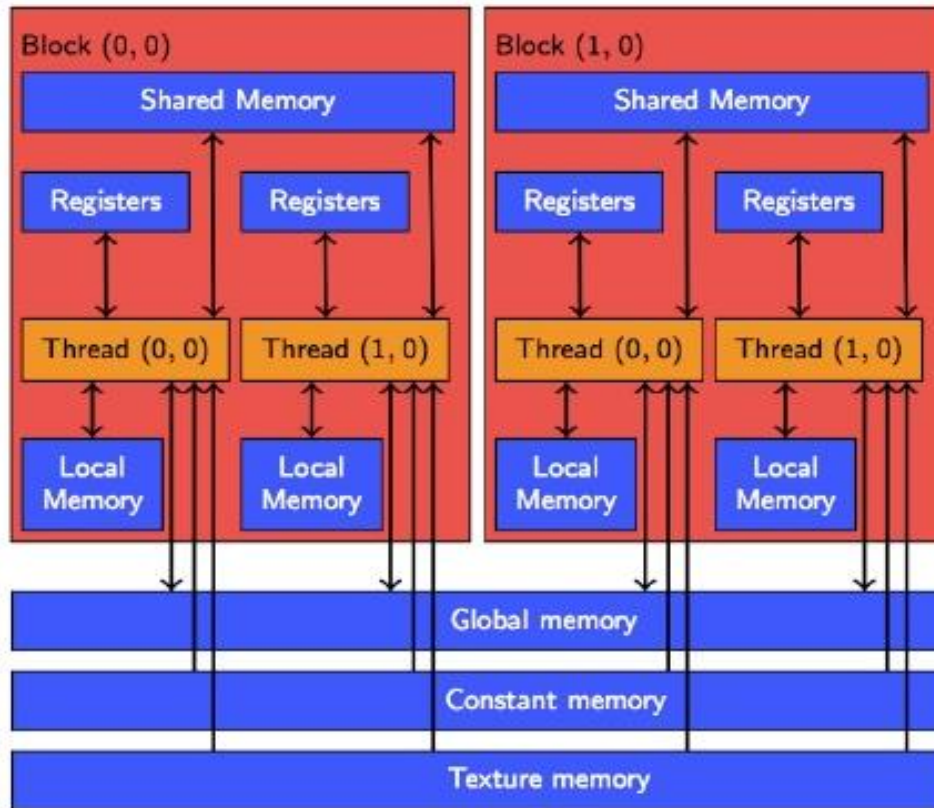 Block (0, 0)
Block (1, 0)
Shared Memory
Shared Memory
Registers
Registers
Registers
Registers
Thread (0, 0)
Thread (1, 0)
Thread (0, 0)
Thread (1, 0)
Local
Memory
Local
Memory
Local
Memory
Local
Memory
Global memory
Constant memory
Texture memory